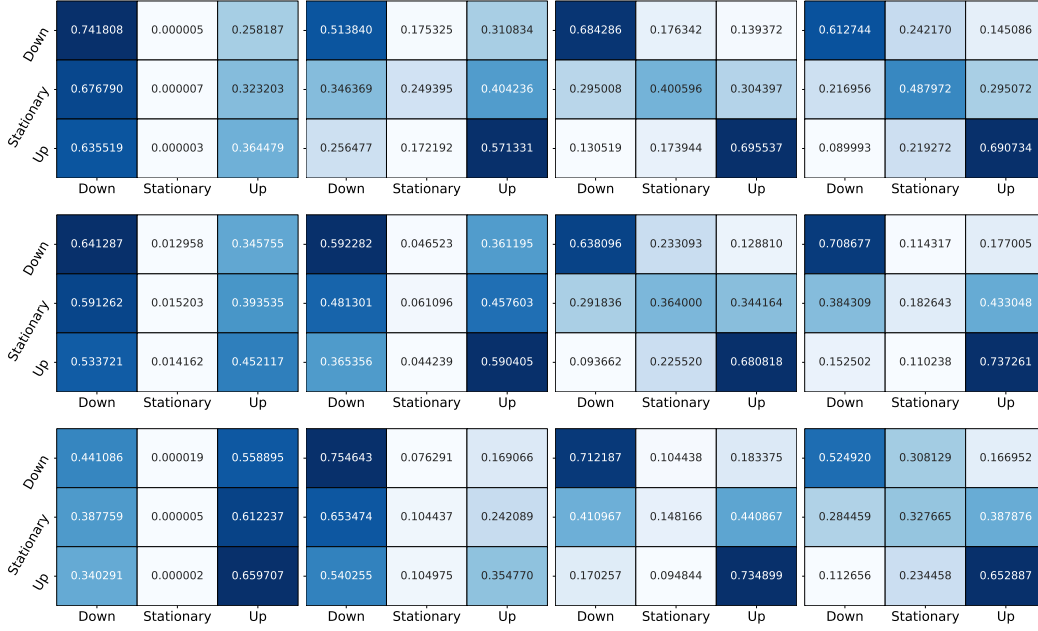 Down 0.741808 0.000005 0.258187 0.513840 0.175325 0.310834 0.684286 0.176342 0.139372 0.612744 0.242170 0.145086
Stationary 0.676790 0.000007 0.323203 0.346369 0.249395 0.404236 0.295008 0.400596 0.304397 0.216956 0.487972 0.295072
Up 0.635519 0.000003 0.364479 0.256477 0.172192 0.571331 0.130519 0.173944 0.695537 0.089993 0.219272 0.690734
Down Stationary Up Down Stationary Up Down Stationary Up Down Stationary Up
Down 0.641287 0.012958 0.345755 0.592282 0.046523 0.361195 0.638096 0.233093 0.128810 0.708677 0.114317 0.177005
Stationary 0.591262 0.015203 0.393535 0.481301 0.061096 0.457603 0.291836 0.364000 0.344164 0.384309 0.182643 0.433048
Up 0.533721 0.014162 0.452117 0.365356 0.044239 0.590405 0.093662 0.225520 0.680818 0.152502 0.110238 0.737261
Down Stationary Up Down Stationary Up Down Stationary Up Down Stationary Up
Down 0.441086 0.000019 0.558895 0.754643 0.076291 0.169066 0.712187 0.104438 0.183375 0.524920 0.308129 0.166952
Stationary 0.387759 0.000005 0.612237 0.653474 0.104437 0.242089 0.410967 0.148166 0.440867 0.284459 0.327665 0.387876
Up 0.340291 0.000002 0.659707 0.540255 0.104975 0.354770 0.170257 0.094844 0.734899 0.112656 0.234458 0.652887
Down Stationary Up Down Stationary Up Down Stationary Up Down Stationary Up